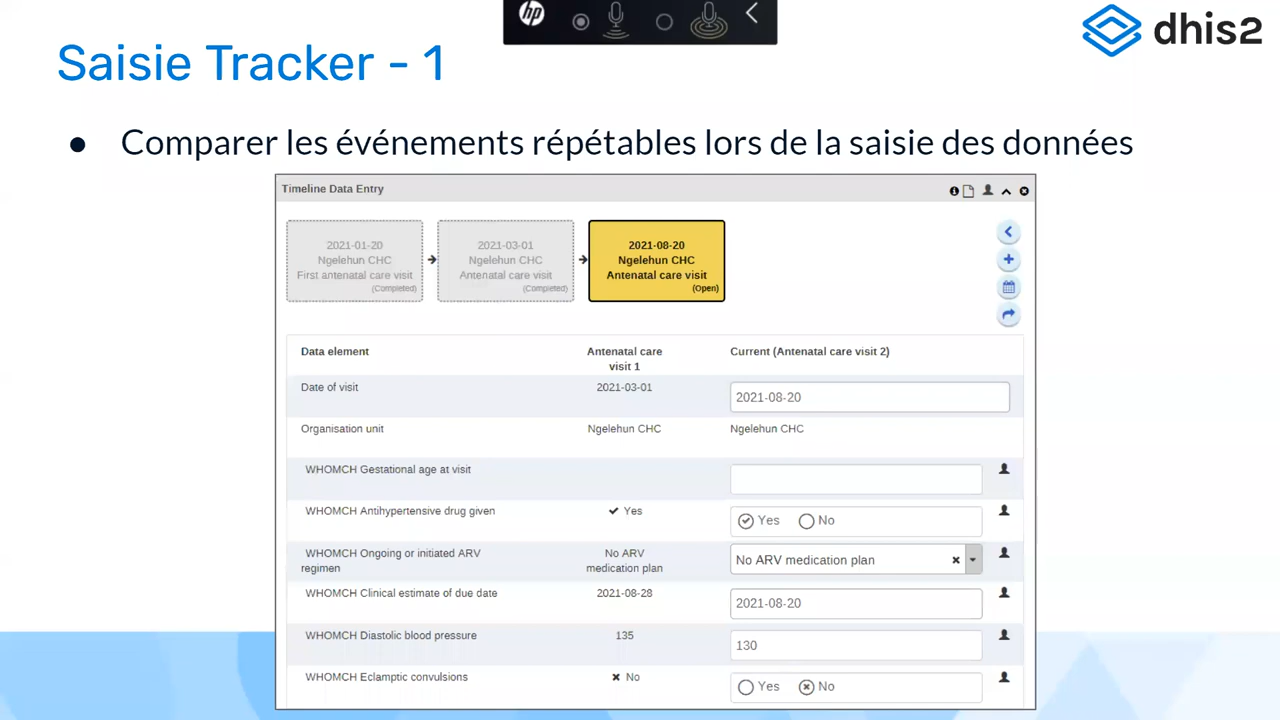 hp
dhis2
Saisie Tracker - 1
● Comparer les événements répétables lors de la saisie des données
Timeline Data Entry
2021-01-20
Ngelehun CHC
First antenatal care visit
(Completed)
2021-03-01
Ngelehun CHC
Antenatal care visit
(Completed)
2021-08-20
Ngelehun CHC
Antenatal care visit
(Open)
Data element
Antenatal care
visit 1
Current (Antenatal care visit 2)
Date of visit
2021-03-01
2021-08-20
Organisation unit
Ngelehun CHC
Ngelehun CHC
WHOMCH Gestational age at visit
WHOMCH Antihypertensive drug given
Yes
Yes No
WHOMCH Ongoing or initiated ARV
regimen
No ARV
medication plan
No ARV medication plan
WHOMCH Clinical estimate of due date
2021-08-28
2021-08-20
WHOMCH Diastolic blood pressure
135
130
WHOMCH Eclamptic convulsions
No
Yes No